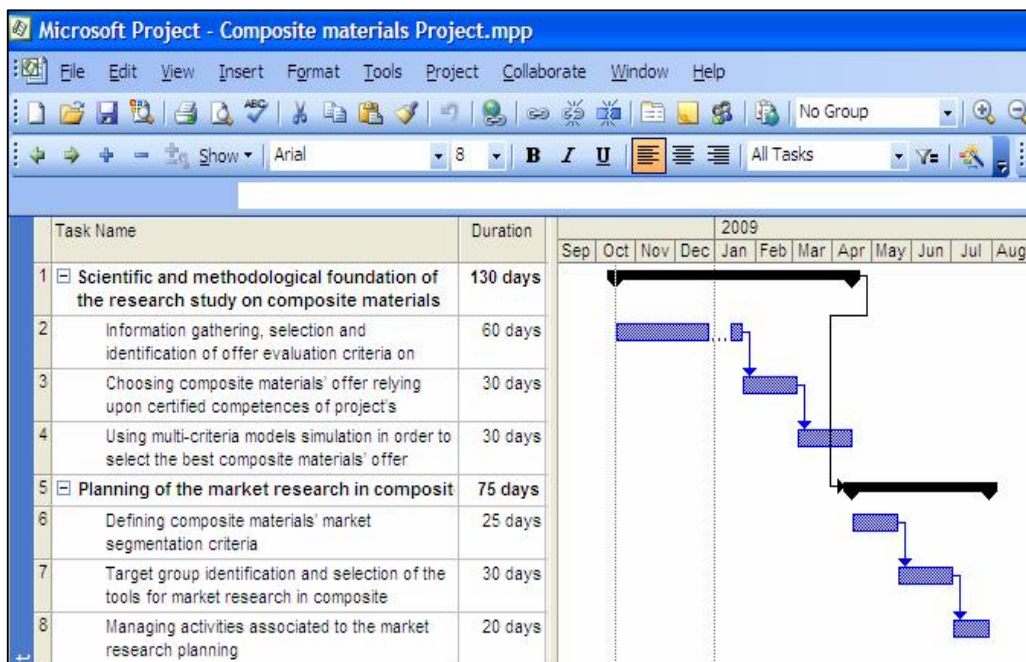 Microsoft Project - Composite materials Project.mpp
File Edit View Insert Format Tools Project Collaborate Window Help
ABC No Group
Show Arial 8 B I U All Tasks
Task Name Duration 2009
Sep Oct Nov Dec Jan Feb Mar Apr May Jun Jul Aug
1 Scientific and methodological foundation of 130 days
the research study on composite materials
2 Information gathering, selection and 60 days
identification of offer evaluation criteria on
3 Choosing composite materials' offer relying 30 days
upon certified competences of project's
4 Using multi-criteria models simulation in order to 30 days
select the best composite materials' offer
5 Planning of the market research in composit 75 days
6 Defining composite materials' market 25 days
segmentation criteria
7 Target group identification and selection of the 30 days
tools for market research in composite
8 Managing activities associated to the market 20 days
research planning